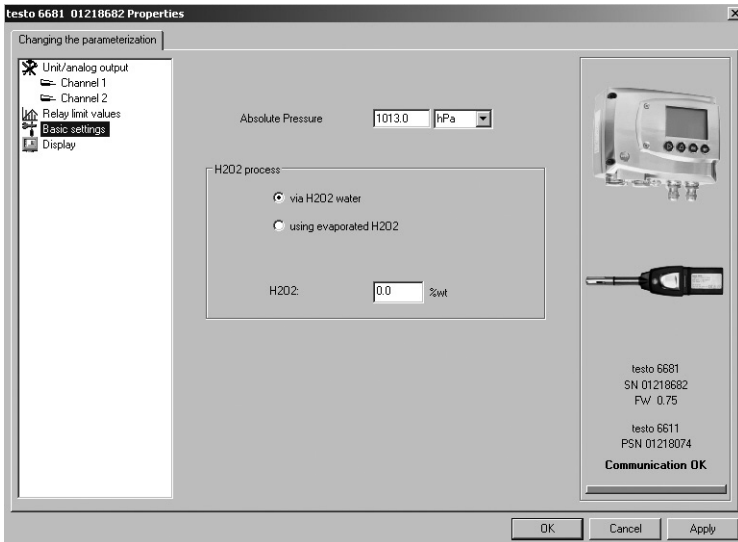 testo 6681 01218682 Properties
Changing the parameterization
Unit/analog output
Channel 1
Channel 2
Relay limit values
Basic settings
Display
Absolute Pressure 1013.0 hPa
H2O2 process
via H2O2 water
using evaporated H2O2
H2O2: 0.0 %wt
testo 6681
SN 01218682
FW 0.75
testo 6611
PSN 01218074
Communication OK
OK Cancel Apply